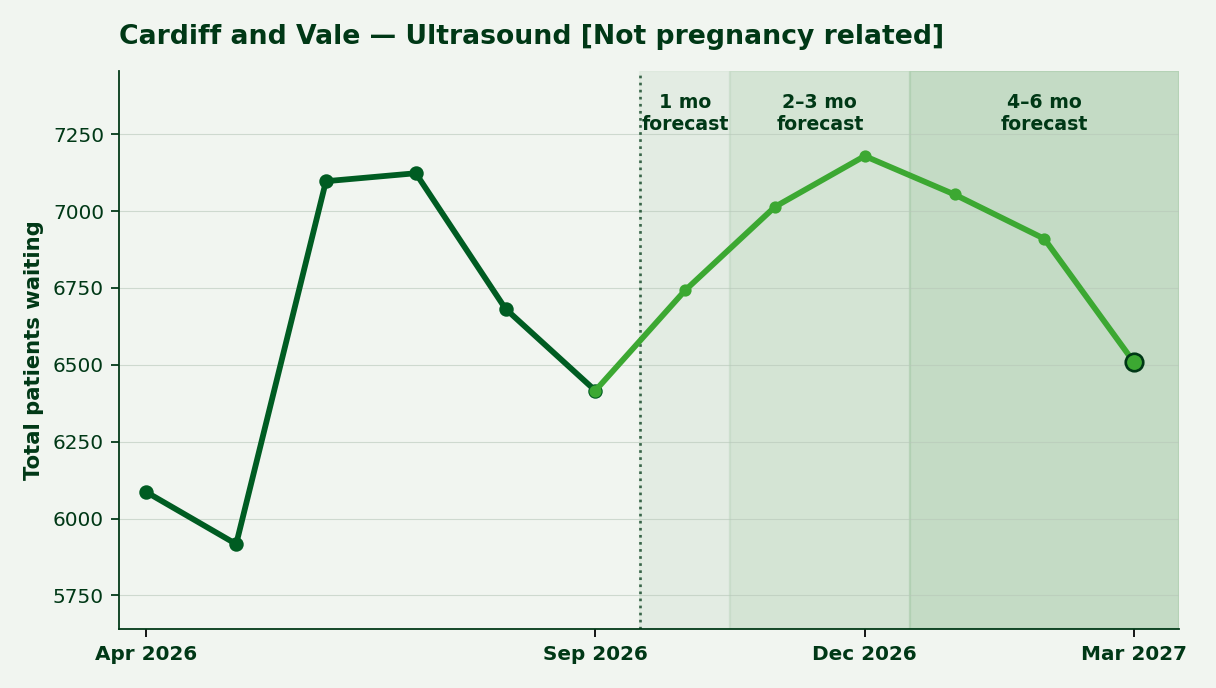 Cardiff and Vale — Ultrasound [Not pregnancy related]
1 mo
forecast
2–3 mo
forecast
4–6 mo
forecast
Total patients waiting
7250
7000
6750
6500
6250
6000
5750
Apr 2026
Sep 2026
Dec 2026
Mar 2027